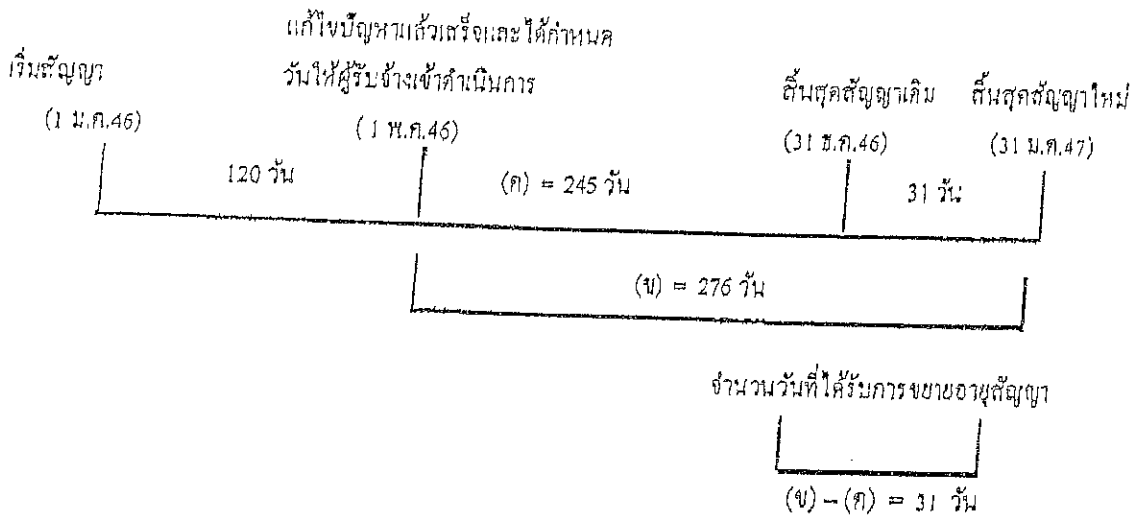 แก้ไขปัญหาแล้วเสร็จและได้กำหนด
วันให้ผู้รับจ้างเข้าดำเนินการ
เริ่มสัญญา
สิ้นสุดสัญญาเดิม
สิ้นสุดสัญญาใหม่
(1 ม.ค.46)
(1 พ.ค.46)
(31 ธ.ค.46)
(31 ม.ค.47)
120 วัน
(ค) = 245 วัน
31 วัน
(ข) = 276 วัน
จำนวนวันที่ได้รับการขยายอายุสัญญา
(ข) – (ค) = 31 วัน